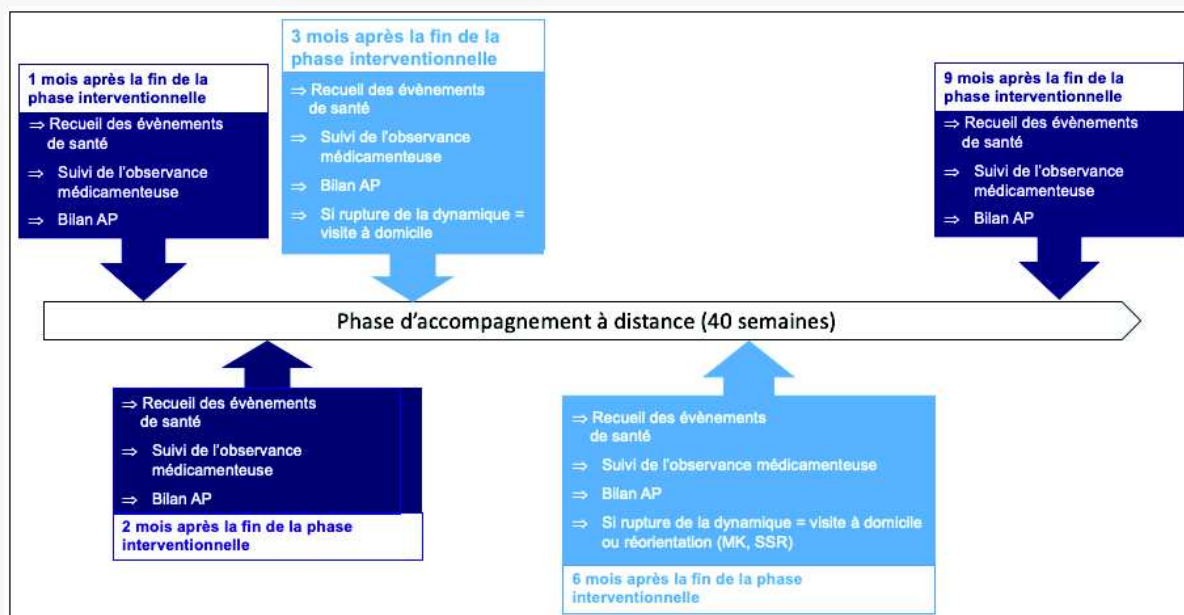 1 mois après la fin de la
phase interventionnelle
⇒ Recueil des évènements
de santé
⇒ Suivi de l'observance
médicamenteuse
⇒ Bilan AP
3 mois après la fin de la
phase interventionnelle
⇒ Recueil des évènements
de santé
⇒ Suivi de l'observance
médicamenteuse
⇒ Bilan AP
⇒ Si rupture de la dynamique =
visite à domicile
9 mois après la fin de la
phase interventionnelle
⇒ Recueil des évènements
de santé
⇒ Suivi de l'observance
médicamenteuse
⇒ Bilan AP
Phase d'accompagnement à distance (40 semaines)
⇒ Recueil des évènements
de santé
⇒ Suivi de l'observance
médicamenteuse
⇒ Bilan AP
2 mois après la fin de la phase
interventionnelle
⇒ Recueil des évènements
de santé
⇒ Suivi de l'observance médicamenteuse
⇒ Bilan AP
⇒ Si rupture de la dynamique = visite à domicile
ou réorientation (MK, SSR)
6 mois après la fin de la phase
interventionnelle